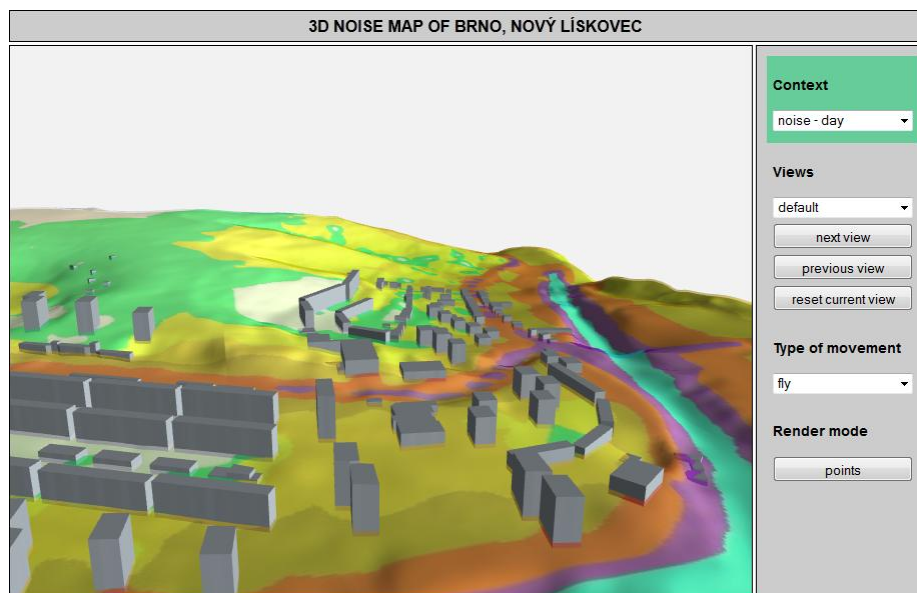 3D NOISE MAP OF BRNO, NOVÝ LÍSKOVEC
Context
noise - day
Views
default
next view
previous view
reset current view
Type of movement
fly
Render mode
points